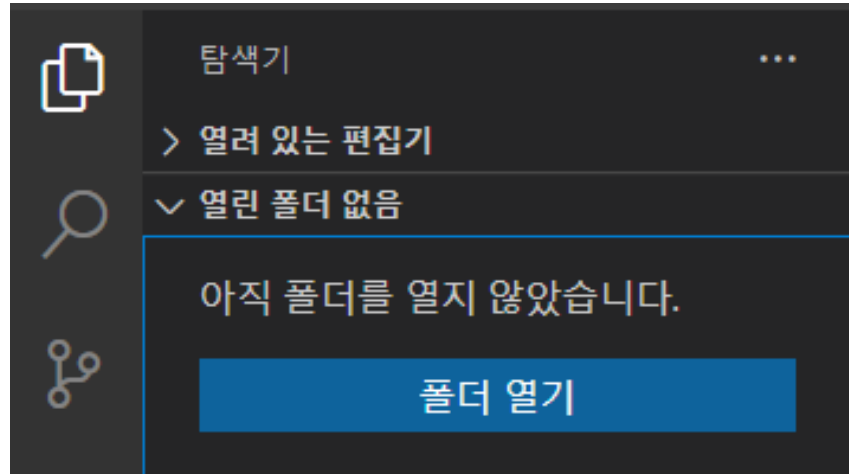 탐색기
열려 있는 편집기
열린 폴더 없음
아직 폴더를 열지 않았습니다.
폴더 열기